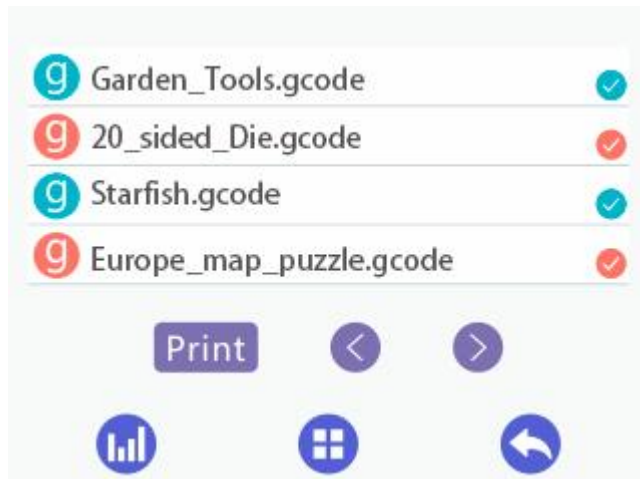 g Garden_Tools.gcode
g 20_sided_Die.gcode
g Starfish.gcode
g Europe_map_puzzle.gcode
Print